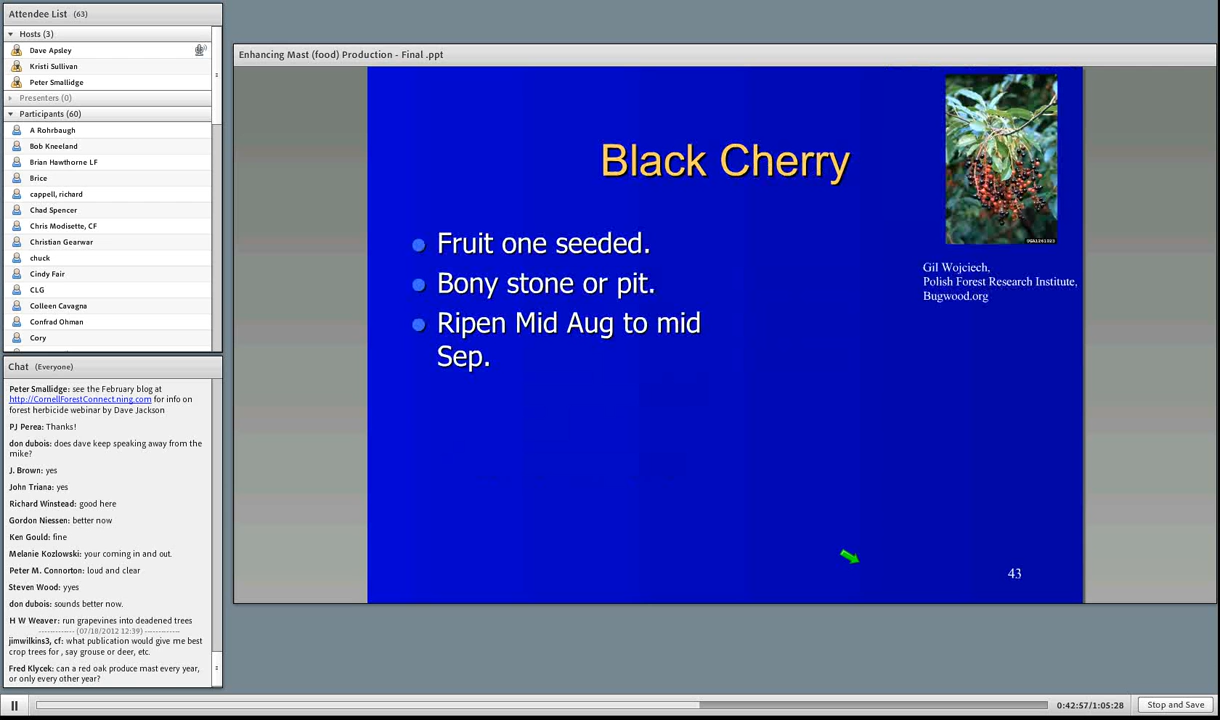 Attendee List (63)
Hosts (3)
Dave Apsley
Kristi Sullivan
Peter Smallidge
Presenters (0)
Participants (60)
A Rohrbaugh
Bob Kneeland
Brian Hawthorne LF
Brice
cappell, richard
Chad Spencer
Chris Modisette, CF
Christian Gearwar
chuck
Cindy Fair
CLG
Colleen Cavagna
Confrad Ohman
Cory
Chat (Everyone)
Peter Smallidge: see the February blog at
http://CornellForestConnect.ning.com for info on
forest herbicide webinar by Dave Jackson
PJ Perea: Thanks!
don dubois: does dave keep speaking away from the
mike?
J. Brown: yes
John Triana: yes
Richard Winstead: good here
Gordon Niessen: better now
Ken Gould: fine
Melanie Kozlowski: your coming in and out.
Peter M. Connorton: loud and clear
Steven Wood: yyes
don dubois: sounds better now.
H W Weaver: run grapevines into deadened trees
------------- (07/18/2012 12:39) -------------
jimwilkins3, cf: what publication would give me best
crop trees for , say grouse or deer, etc.
Fred Klycek: can a red oak produce mast every year,
or only every other year?
Enhancing Mast (food) Production - Final .ppt
Black Cherry
Fruit one seeded.
Bony stone or pit.
Ripen Mid Aug to mid
Sep.
Gil Wojciech,
Polish Forest Research Institute,
Bugwood.org
43
0:42:57/1:05:28
Stop and Save